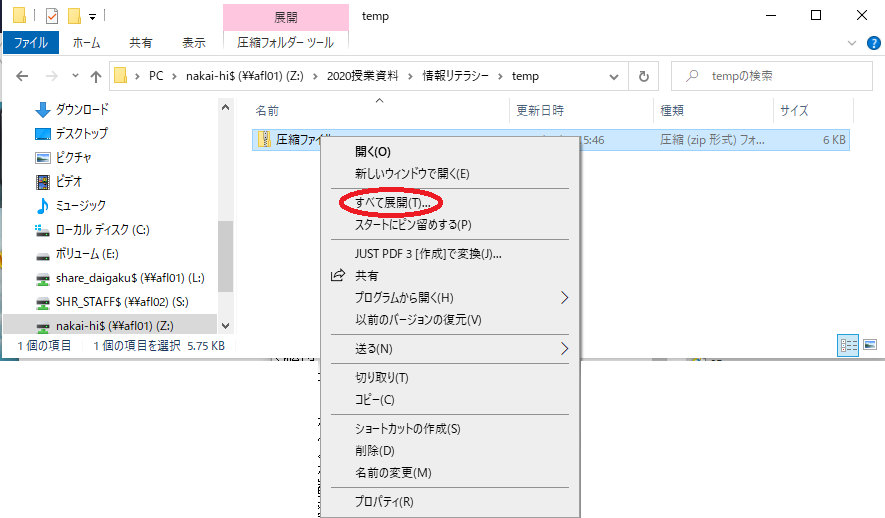 展開
temp
ファイル
ホーム
共有
表示
圧縮フォルダー ツール
PC
nakai-hi$ (¥¥afl01) (Z:)
2020授業資料
情報リテラシー
temp
tempの検索
ダウンロード
デスクトップ
ピクチャ
ビデオ
ミュージック
ローカル ディスク (C:)
ボリューム (E:)
share_daigaku$ (¥¥afl01) (L:)
SHR_STAFF$ (¥¥afl02) (S:)
nakai-hi$ (¥¥afl01) (Z:)
名前
更新日時
種類
サイズ
圧縮ファイル
15:46
圧縮 (zip 形式) フォ...
6 KB
開く(O)
新しいウィンドウで開く(E)
すべて展開(T)...
スタートにピン留めする(P)
JUST PDF 3 [作成]で変換(J)...
共有
プログラムから開く(H)
以前のバージョンの復元(V)
送る(N)
切り取り(T)
コピー(C)
ショートカットの作成(S)
削除(D)
名前の変更(M)
プロパティ(R)
1 個の項目
1 個の項目を選択 5.75 KB